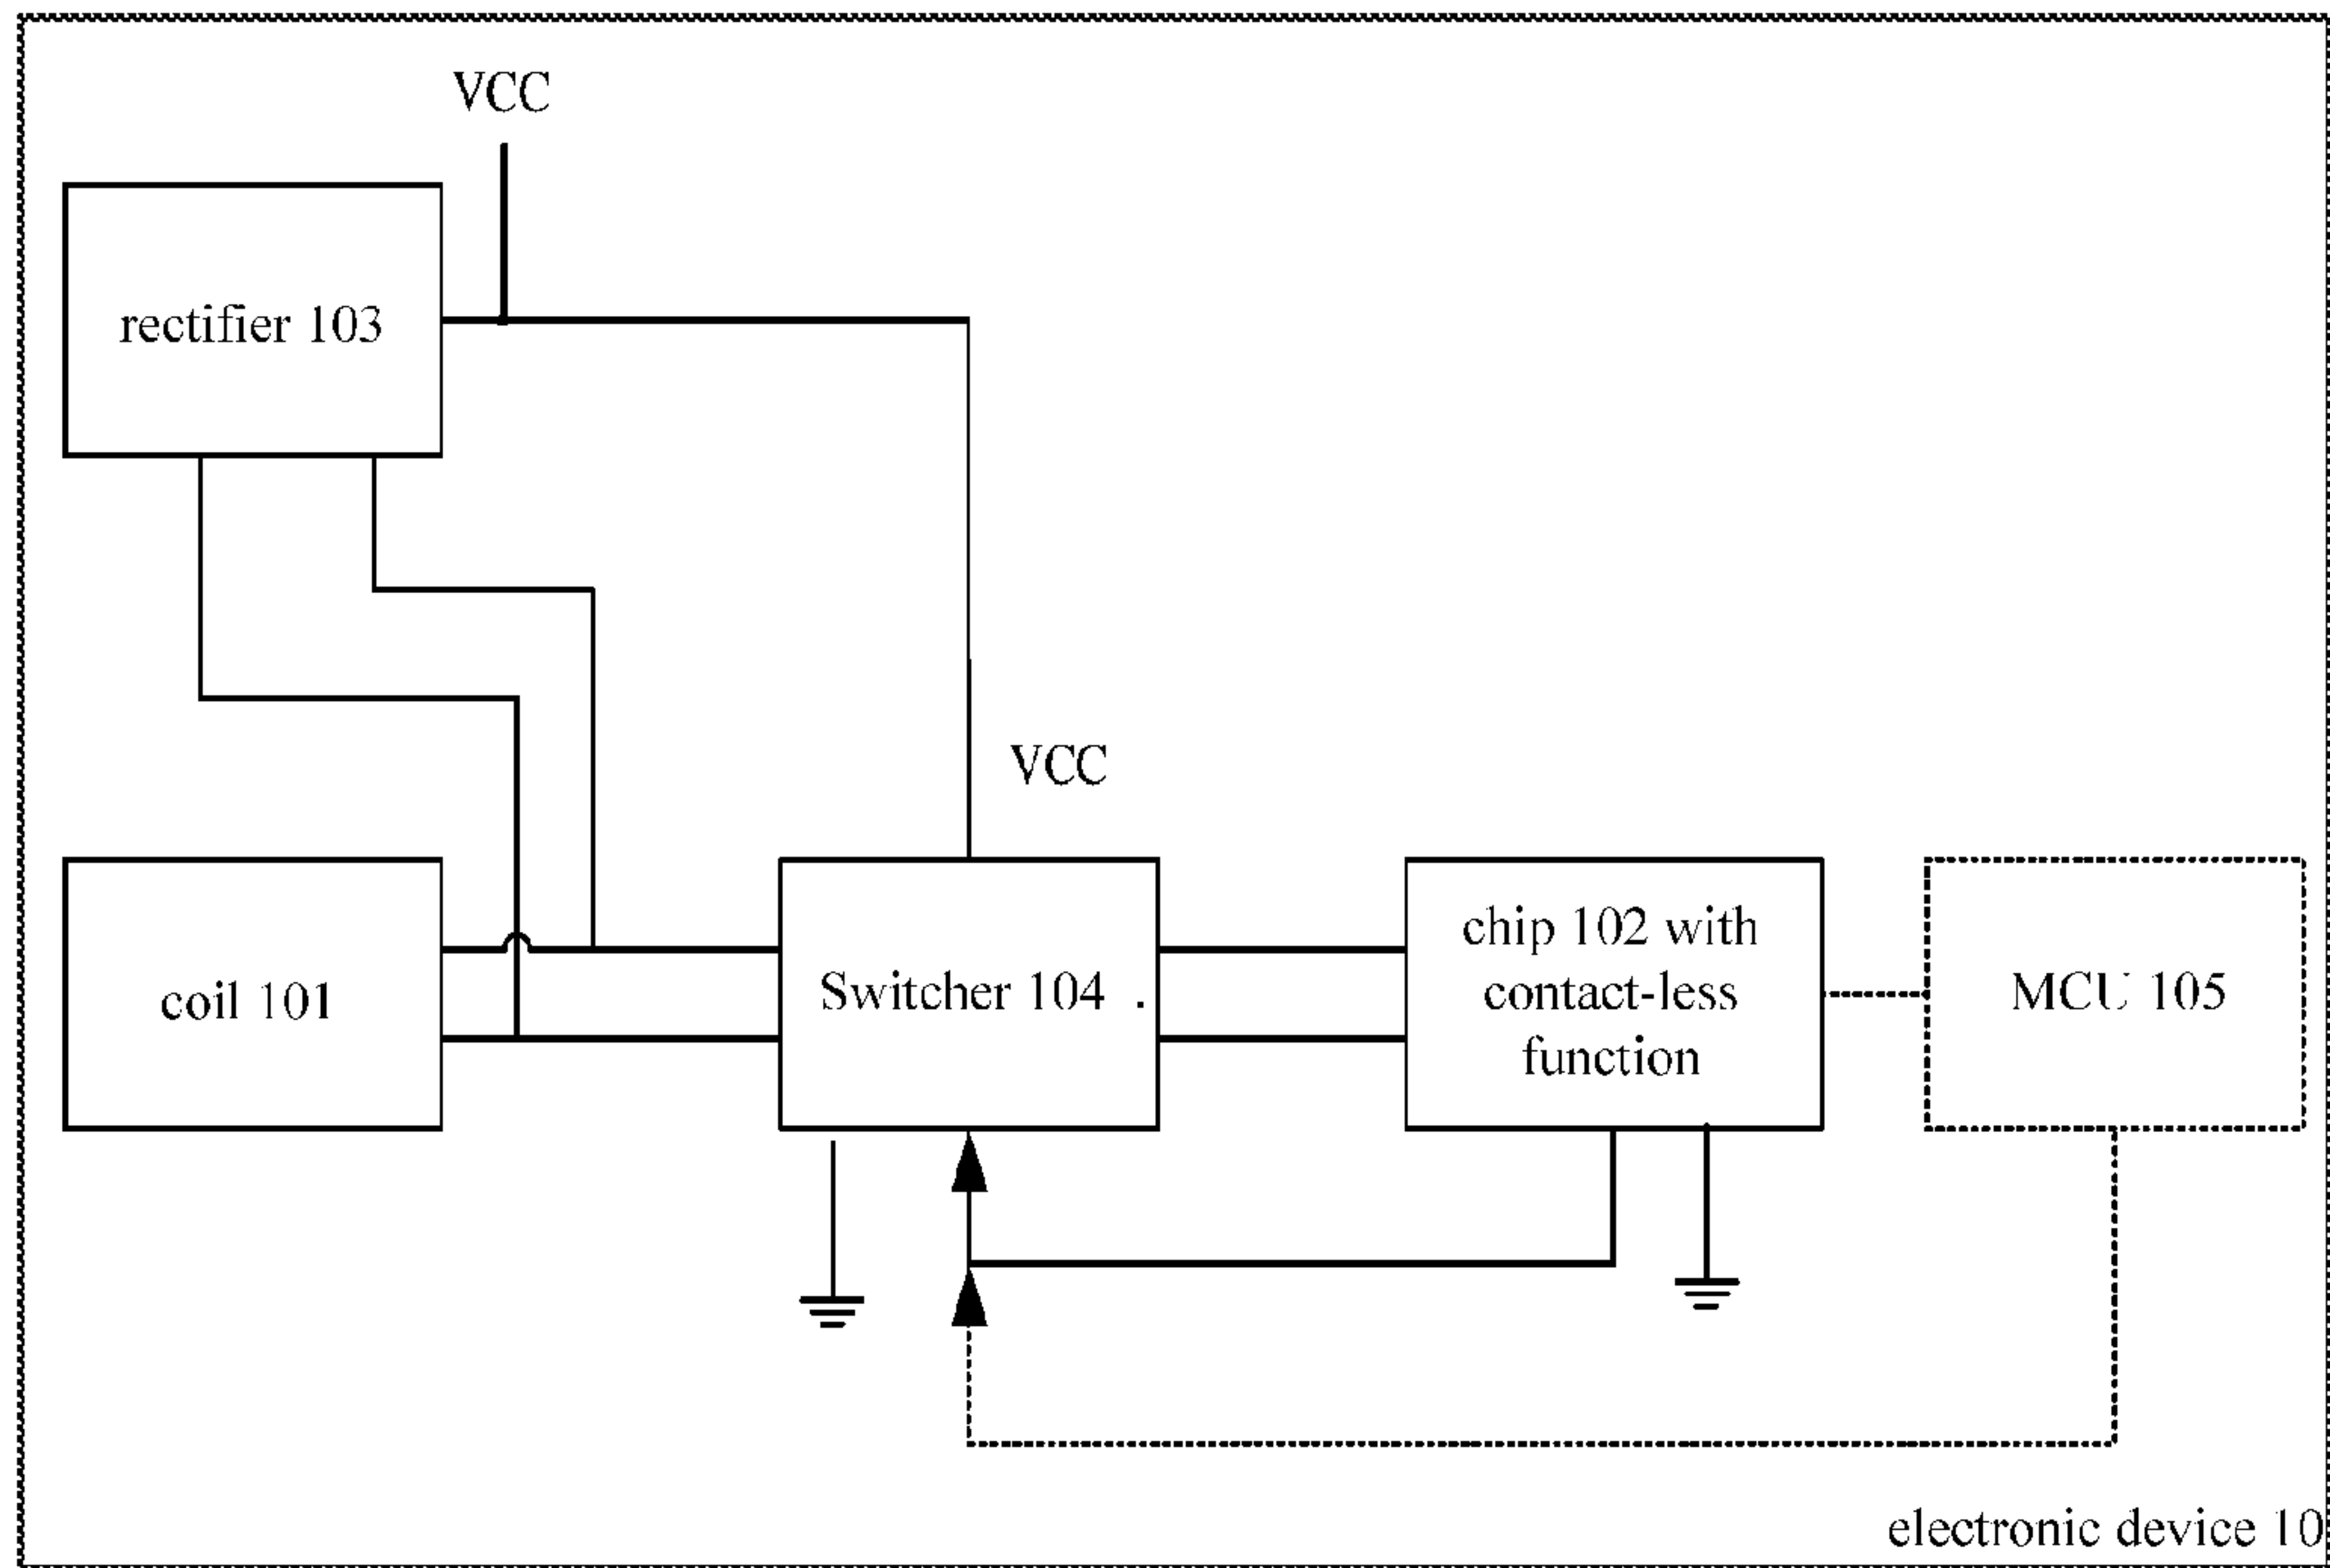 VCC
rectifier 103
VCC
coil 101
Switcher 104 .
chip 102 with
contact-less
function
MCU 105
electronic device 10